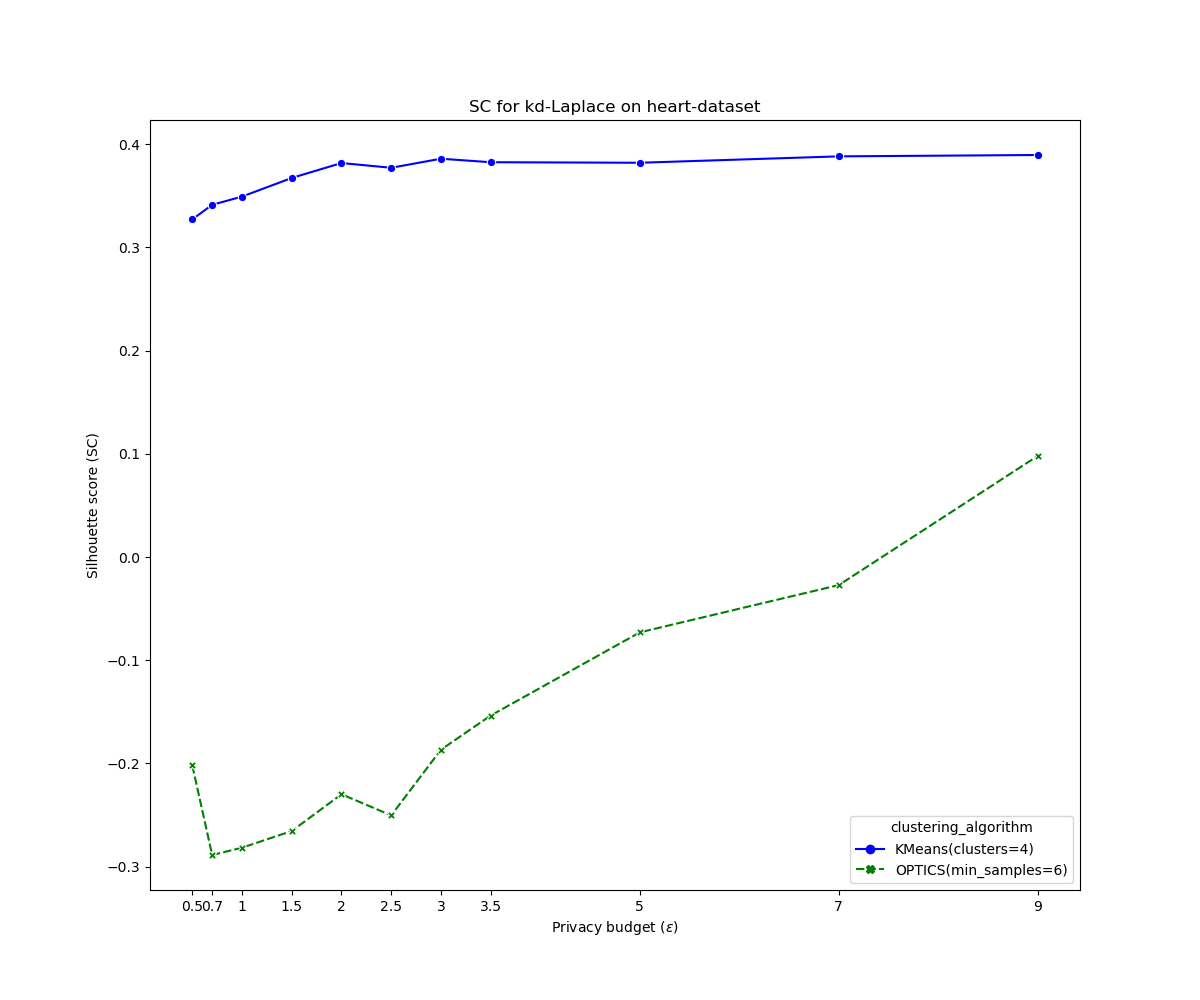 SC for kd-Laplace on heart-dataset
Silhouette score (SC)
0.4
0.3
0.2
0.1
0.0
−0.1
−0.2
−0.3
clustering_algorithm
KMeans(clusters=4)
OPTICS(min_samples=6)
0.5 0.7 1 1.5 2 2.5 3 3.5 5 7 9
Privacy budget (ε)